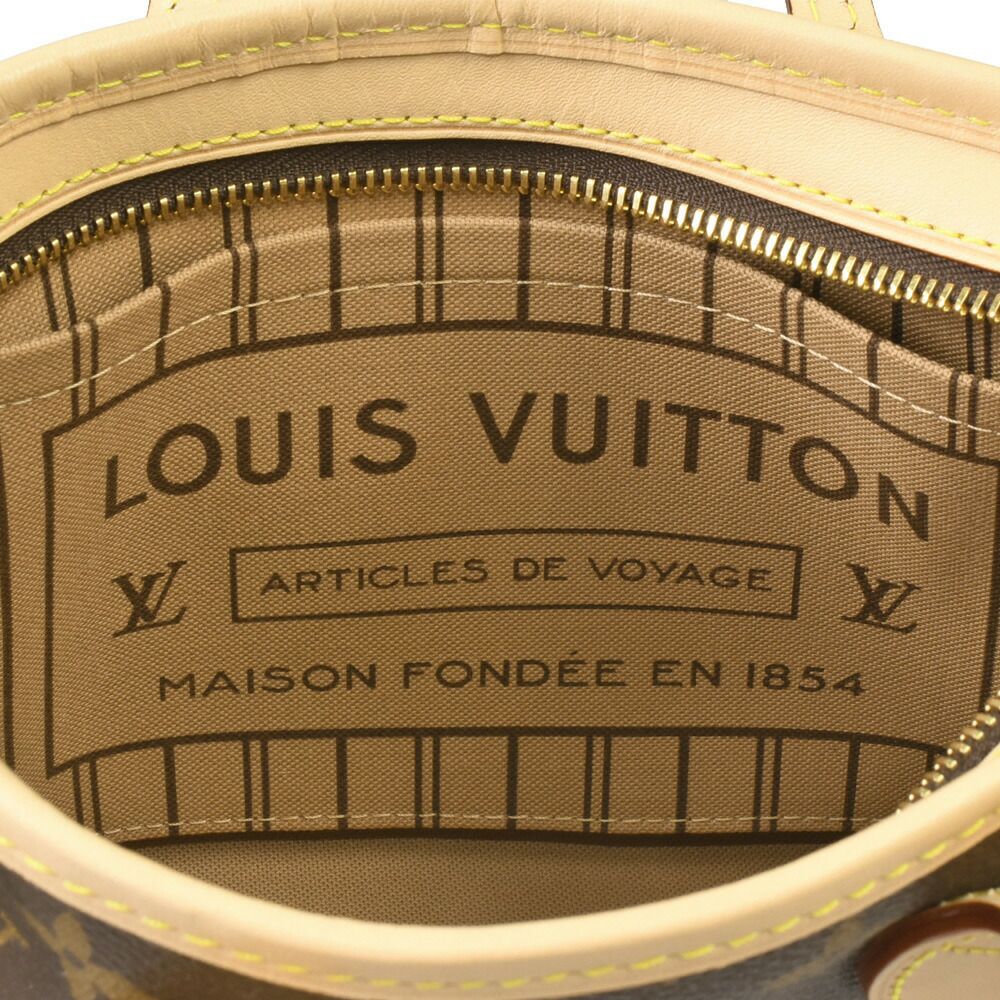 LOUIS VUITTON
LV ARTICLES DE VOYAGE LV
MAISON FONDÉE EN 1854